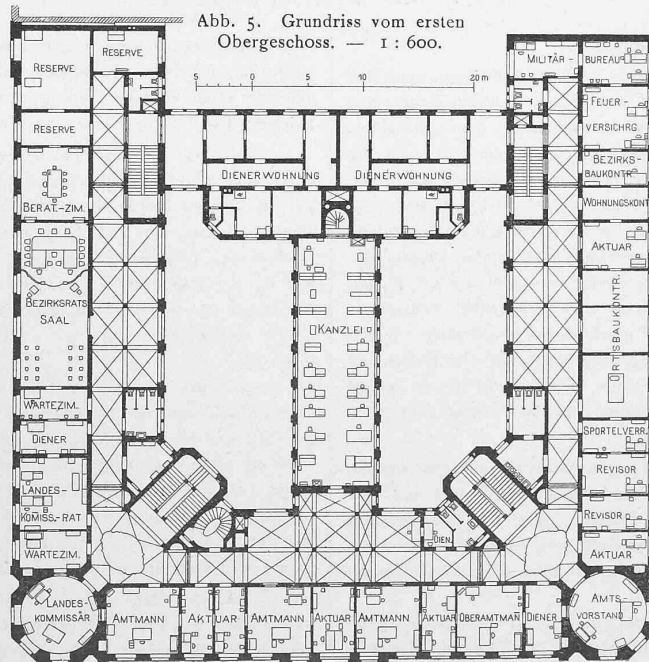 Abb. 5. Grundriss vom ersten
Obergeschoss. — 1 : 600.
5 0 5 10 20 m
RESERVE
RESERVE
RESERVE
BERAT.-ZIM.
BEZIRKSRATS
SAAL
WARTEZIM.
DIENER
LANDES-
KOMISS.-RAT
WARTEZIM.
LANDES-
KOMMISSÄR
DIENERWOHNUNG
DIENERWOHNUNG
KANZLEI
MILITÄR -
BUREAU
FEUER -
VERSICHRG.
BEZIRKS-
BAUKONTR.
WOHNUNGSKONT
AKTUAR
RTSBAUKONTR.
SPORTELVERR.
REVISOR
REVISOR
AKTUAR
DIEN.
AMTMANN
AKTUAR
AMTMANN
AKTUAR
AMTMANN
AKTUAR
OBERAMTMAN
DIENER
AMTS-
VORSTAND